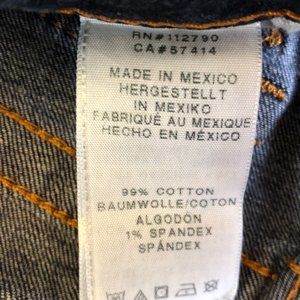 RN#112790
CA#57414
MADE IN MEXICO
HERGESTELLT
IN MEXIKO
FABRIQUÉ AU MEXIQUE
HECHO EN MÉXICO
99% COTTON
BAUMWOLLE/COTON
ALGODÓN
1% SPANDEX
SPÁNDEX